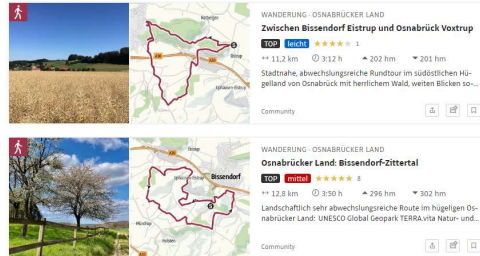 WANDERUNG · OSNABRÜCKER LAND
Zwischen Bissendorf Eistrup und Osnabrück Voxtrup
TOP leicht 1
11,2 km 3:12 h 202 hm 201 hm
Stadtnahe, abwechslungsreiche Rundtour im südöstlichen Hü-
gelland von Osnabrück mit herrlichem Wald, weiten Blicken so-...
Community
WANDERUNG · OSNABRÜCKER LAND
Osnabrücker Land: Bissendorf-Zittertal
TOP mittel 8
12,8 km 3:50 h 296 hm 302 hm
Landschaftlich sehr abwechslungsreiche Route im hügeligen Os-
nabrücker Land: UNESCO Global Geopark TERRA.vita Natur- und...
Community
Bissendorf
Holsten